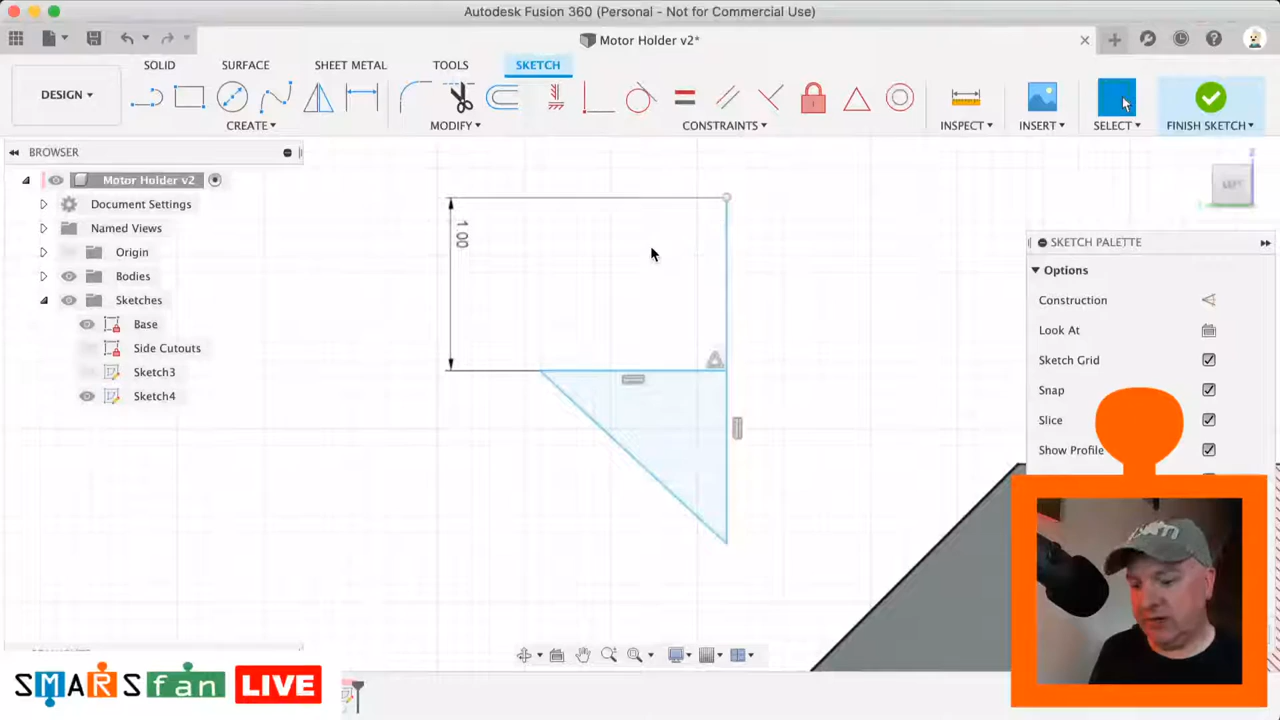 Autodesk Fusion 360 (Personal - Not for Commercial Use)
Motor Holder v2*
DESIGN
SOLID
SURFACE
SHEET METAL
TOOLS
SKETCH
CREATE
MODIFY
CONSTRAINTS
INSPECT
INSERT
SELECT
FINISH SKETCH
BROWSER
Motor Holder v2
Document Settings
Named Views
Origin
Bodies
Sketches
Base
Side Cutouts
Sketch3
Sketch4
1.00
LEFT
SKETCH PALETTE
Options
Construction
Look At
Sketch Grid
Snap
Slice
Show Profile
SMARS fan LIVE